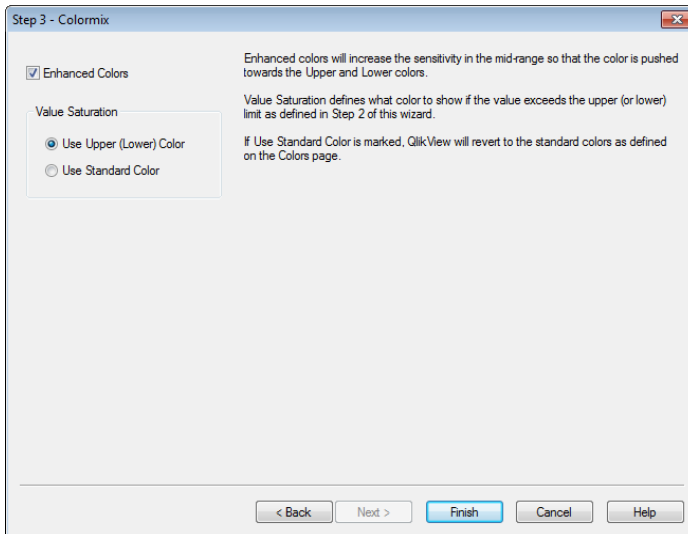 Step 3 - Colormix
Enhanced Colors
Value Saturation
Use Upper (Lower) Color
Use Standard Color
Enhanced colors will increase the sensitivity in the mid-range so that the color is pushed
towards the Upper and Lower colors.
Value Saturation defines what color to show if the value exceeds the upper (or lower)
limit as defined in Step 2 of this wizard.
If Use Standard Color is marked, QlikView will revert to the standard colors as defined
on the Colors page.
< Back
Next >
Finish
Cancel
Help